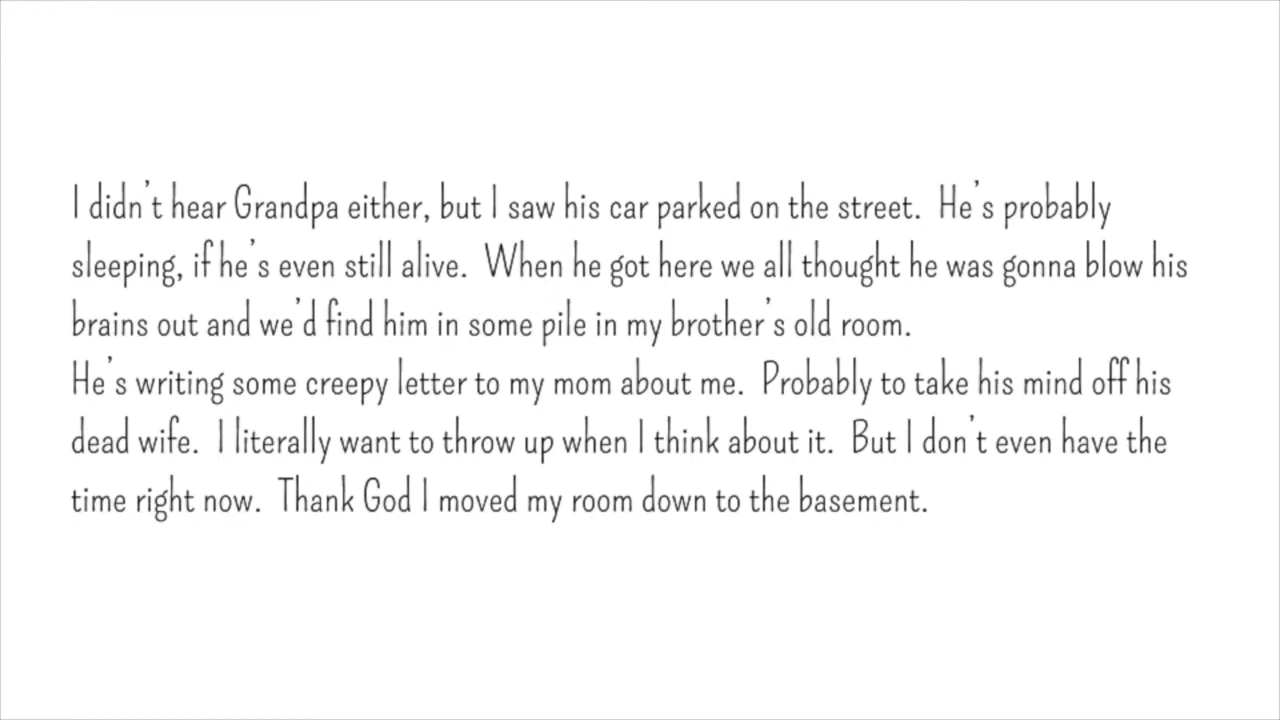 I didn't hear Grandpa either, but I saw his car parked on the street.  He's probably
sleeping, if he's even still alive.  When he got here we all thought he was gonna blow his
brains out and we'd find him in some pile in my brother's old room.
He's writing some creepy letter to my mom about me.  Probably to take his mind off his
dead wife.  I literally want to throw up when I think about it.  But I don't even have the
time right now.  Thank God I moved my room down to the basement.